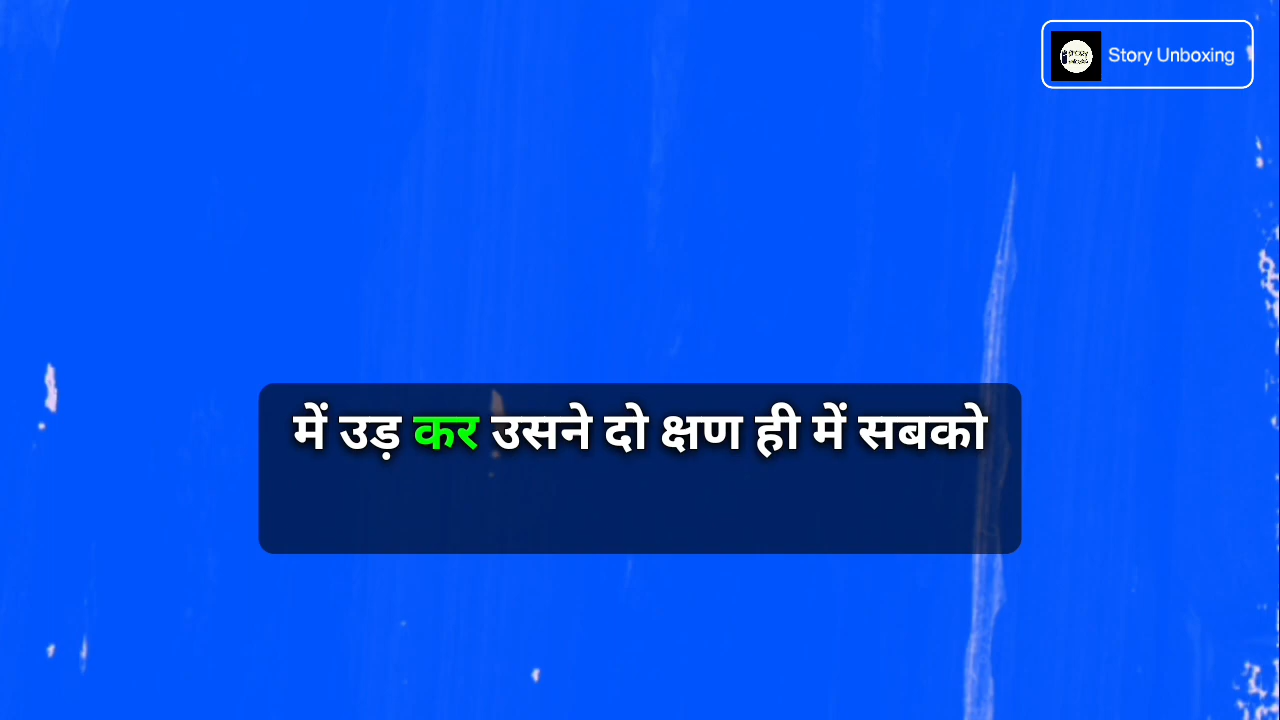 Story Unboxing
में उड़ कर उसने दो क्षण ही में सबको